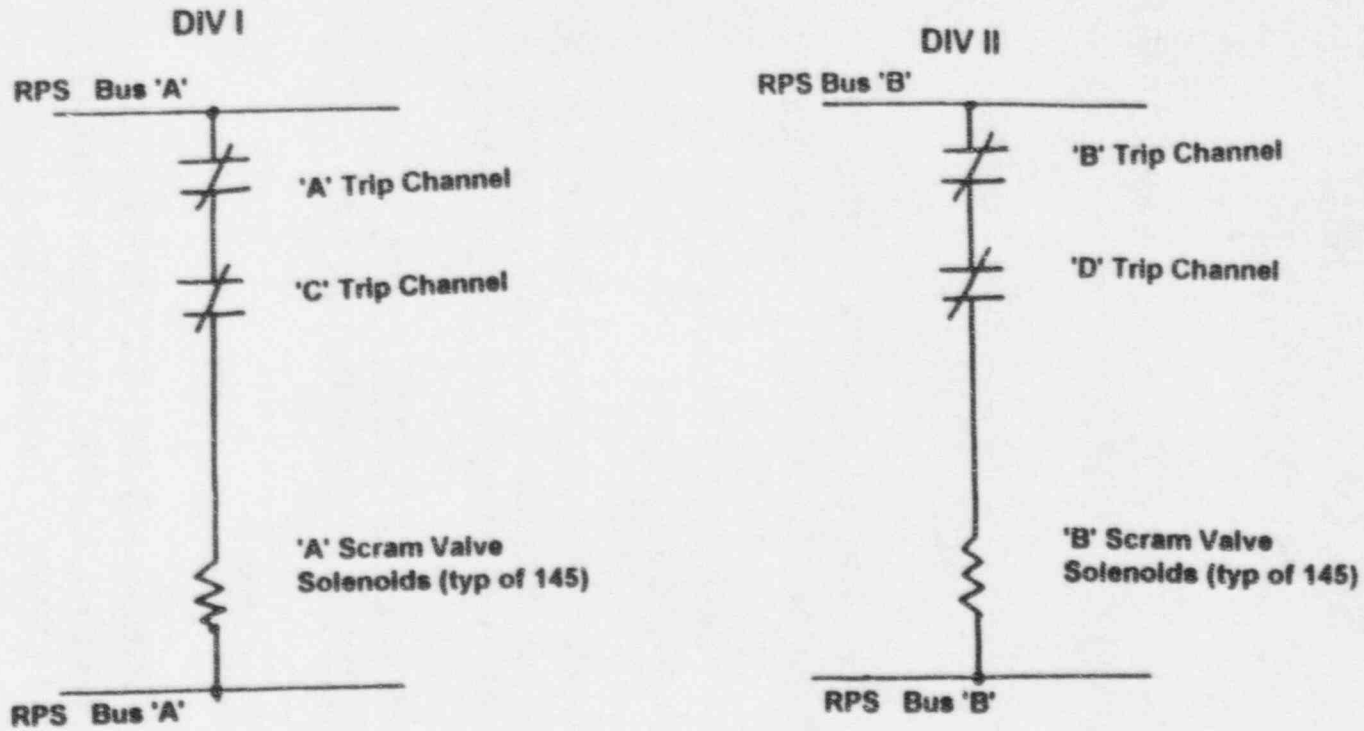 DIV I
RPS Bus 'A'
'A' Trip Channel
'C' Trip Channel
'A' Scram Valve
Solenoids (typ of 145)
RPS Bus 'A'
DIV II
RPS Bus 'B'
'B' Trip Channel
'D' Trip Channel
'B' Scram Valve
Solenoids (typ of 145)
RPS Bus 'B'